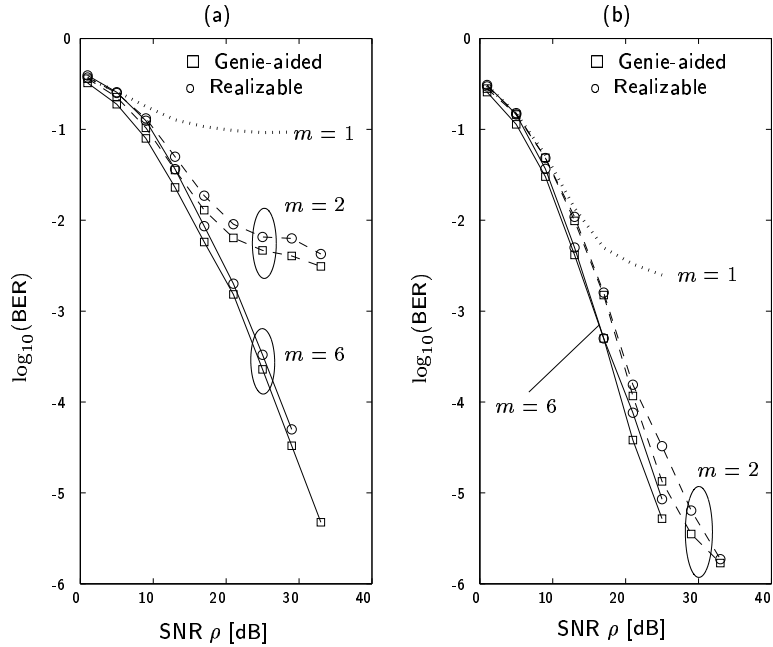 (a)
0
-1
-2
-3
-4
-5
-6
0 10 20 30 40
log10(BER)
SNR ρ [dB]
Genie-aided
Realizable
m = 1
m = 2
m = 6
(b)
0
-1
-2
-3
-4
-5
-6
0 10 20 30 40
log10(BER)
SNR ρ [dB]
Genie-aided
Realizable
m = 1
m = 6
m = 2